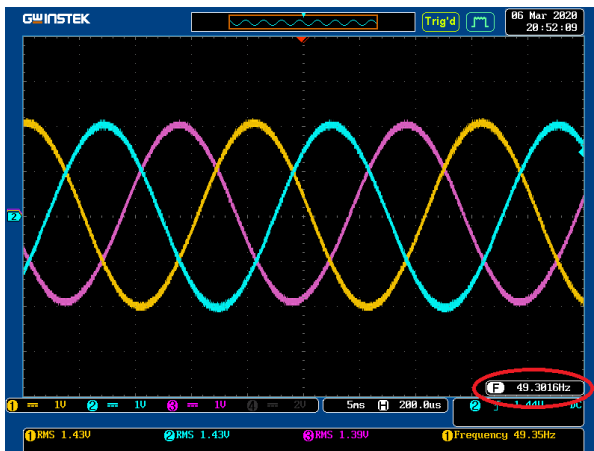 GWINSTEK
Trig'd
06 Mar 2020
20:52:09
2
F 49.3016Hz
1 1V 2 1V 3 1V 4 2V 5ms H 200.0us 2 1.44V DC
1 RMS 1.43V 2 RMS 1.43V 3 RMS 1.39V 1 Frequency 49.35Hz